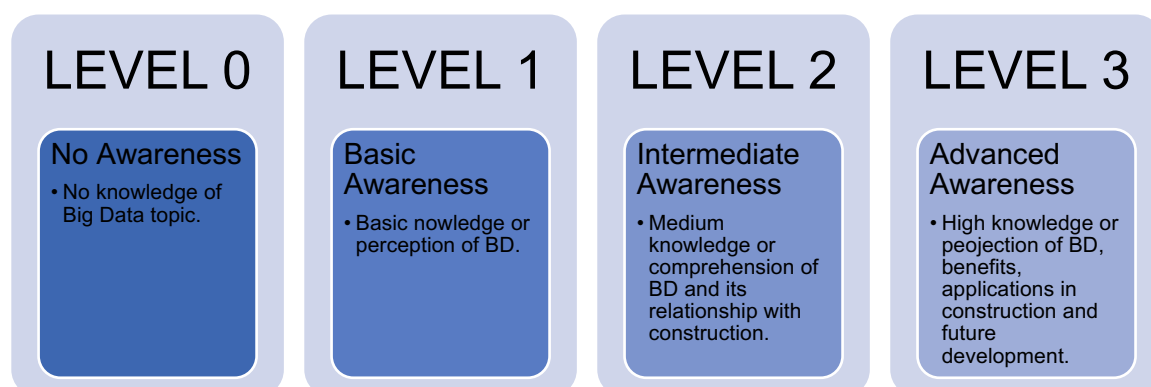 LEVEL 0
No Awareness
• No knowledge of
Big Data topic.
LEVEL 1
Basic
Awareness
• Basic nowledge or
perception of BD.
LEVEL 2
Intermediate
Awareness
• Medium
knowledge or
comprehension of
BD and its
relationship with
construction.
LEVEL 3
Advanced
Awareness
• High knowledge or
peojection of BD,
benefits,
applications in
construction and
future
development.